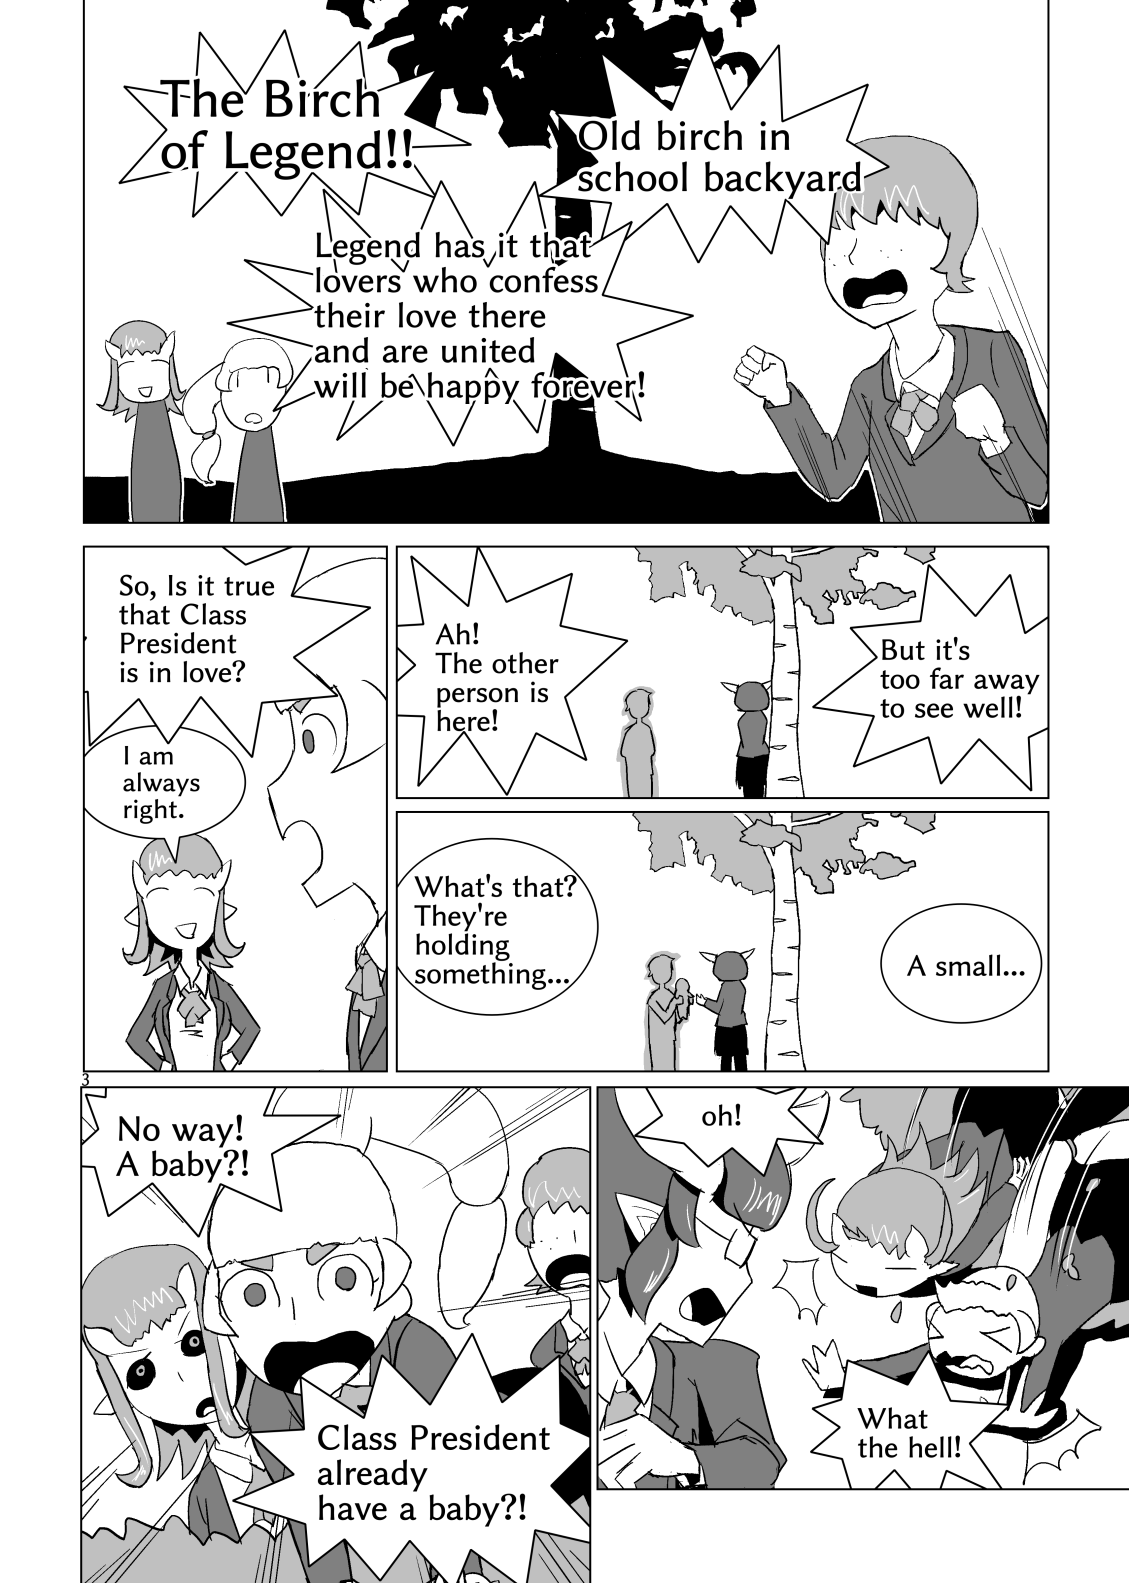 The Birch
of Legend!!
Old birch in
school backyard
Legend has it that
lovers who confess
their love there
and are united
will be happy forever!
So, Is it true
that Class
President
is in love?
I am
always
right.
Ah!
The other
person is
here!
But it's
too far away
to see well!
What's that?
They're
holding
something...
A small...
3
No way!
A baby?!
Class President
already
have a baby?!
oh!
What
the hell!